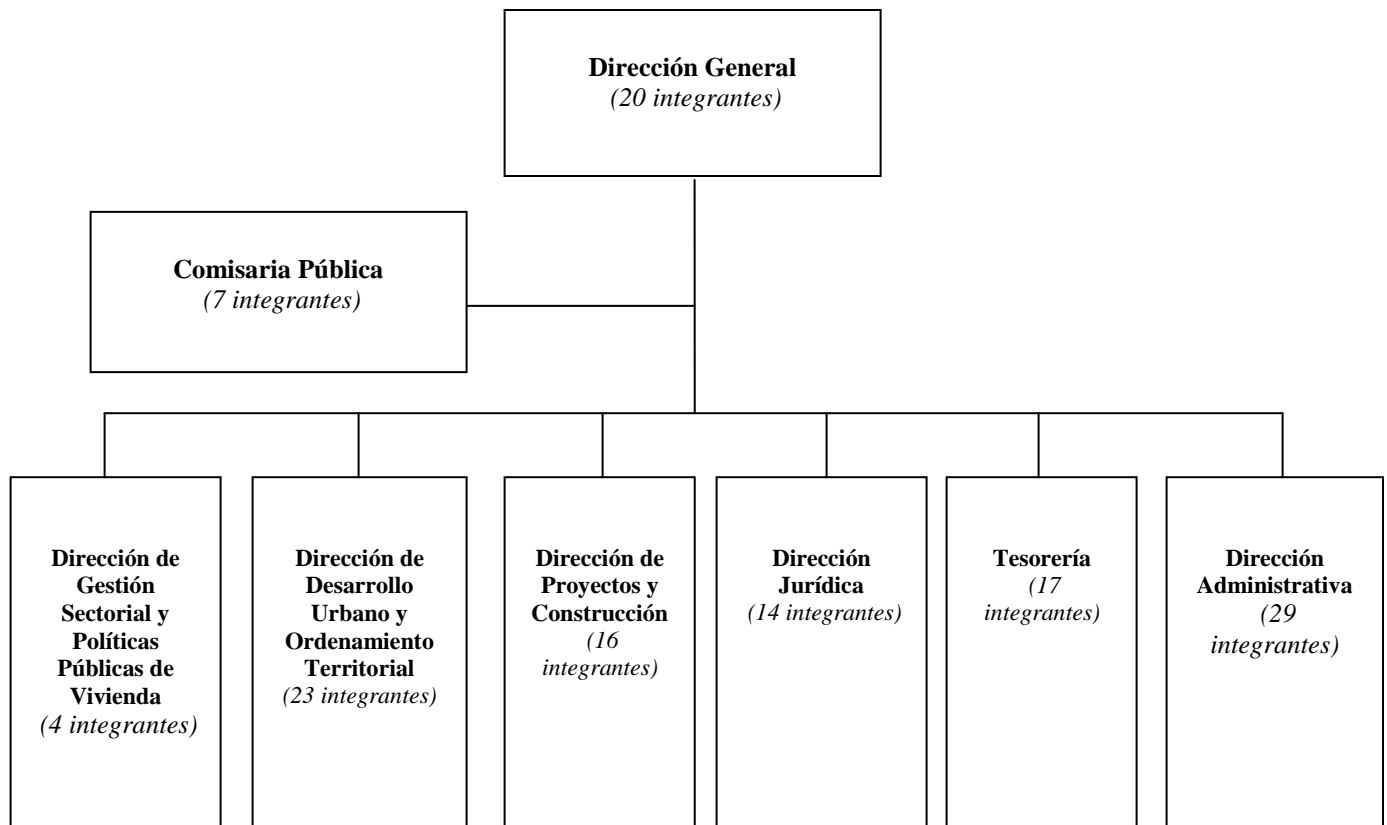 Dirección General
(20 integrantes)
Comisaria Pública
(7 integrantes)
Dirección de
Gestión
Sectorial y
Políticas
Públicas de
Vivienda
(4 integrantes)
Dirección de
Desarrollo
Urbano y
Ordenamiento
Territorial
(23 integrantes)
Dirección de
Proyectos y
Construcción
(16
integrantes)
Dirección
Jurídica
(14 integrantes)
Tesorería
(17
integrantes)
Dirección
Administrativa
(29
integrantes)